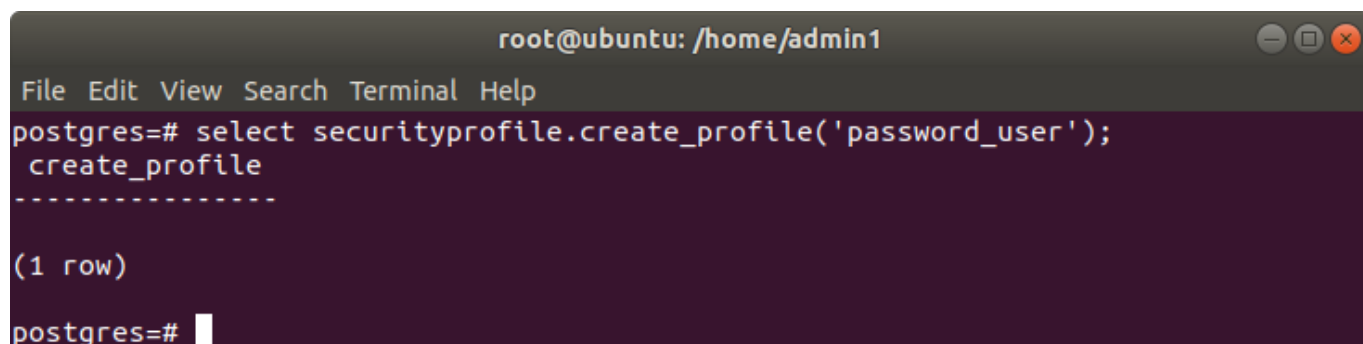 root@ubuntu: /home/admin1
File Edit View Search Terminal Help
postgres=# select securityprofile.create_profile('password_user');
create_profile
----------------
(1 row)
postgres=#